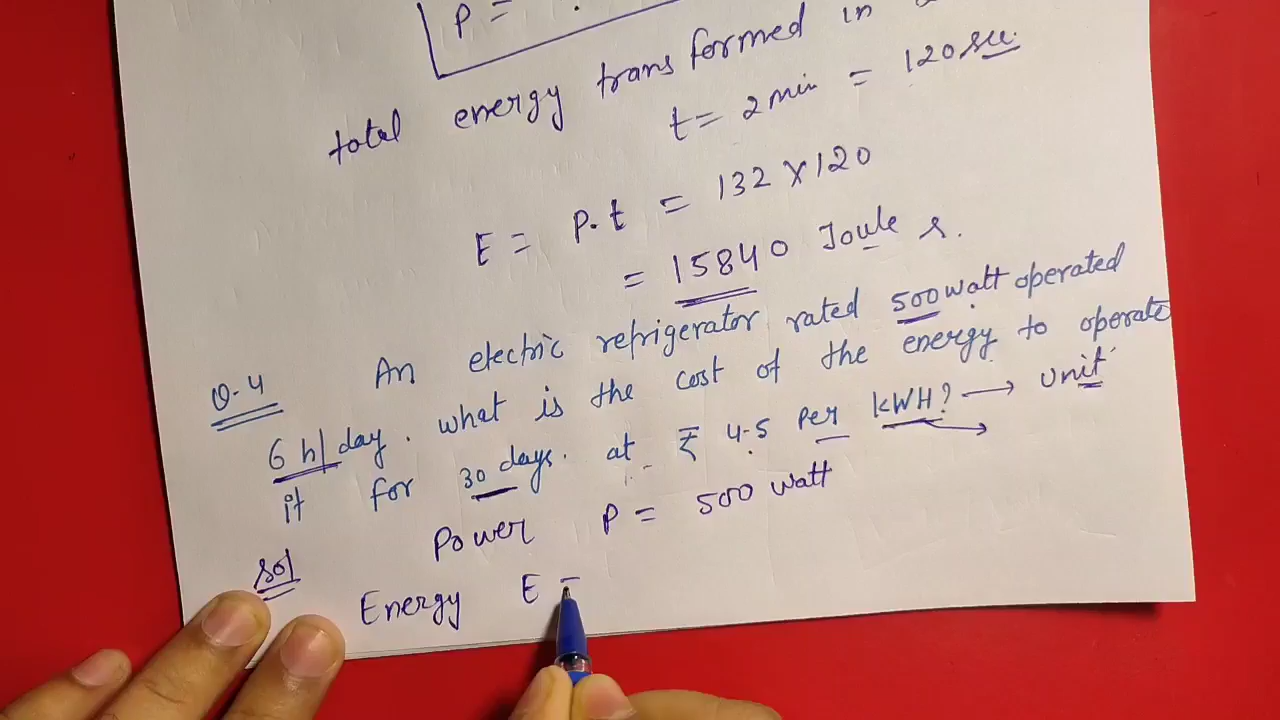 P =
total energy transformed in
t = 2 min = 120 sec.
E = P.t = 132 x 120
= 15840 Joule s.
Q-4 An electric refrigerator rated 500 watt operated
6 h/day. what is the cost of the energy to operate
it for 30 days. at ₹ 4.5 per kWH? → unit
Sol Power P = 500 watt
Energy E =